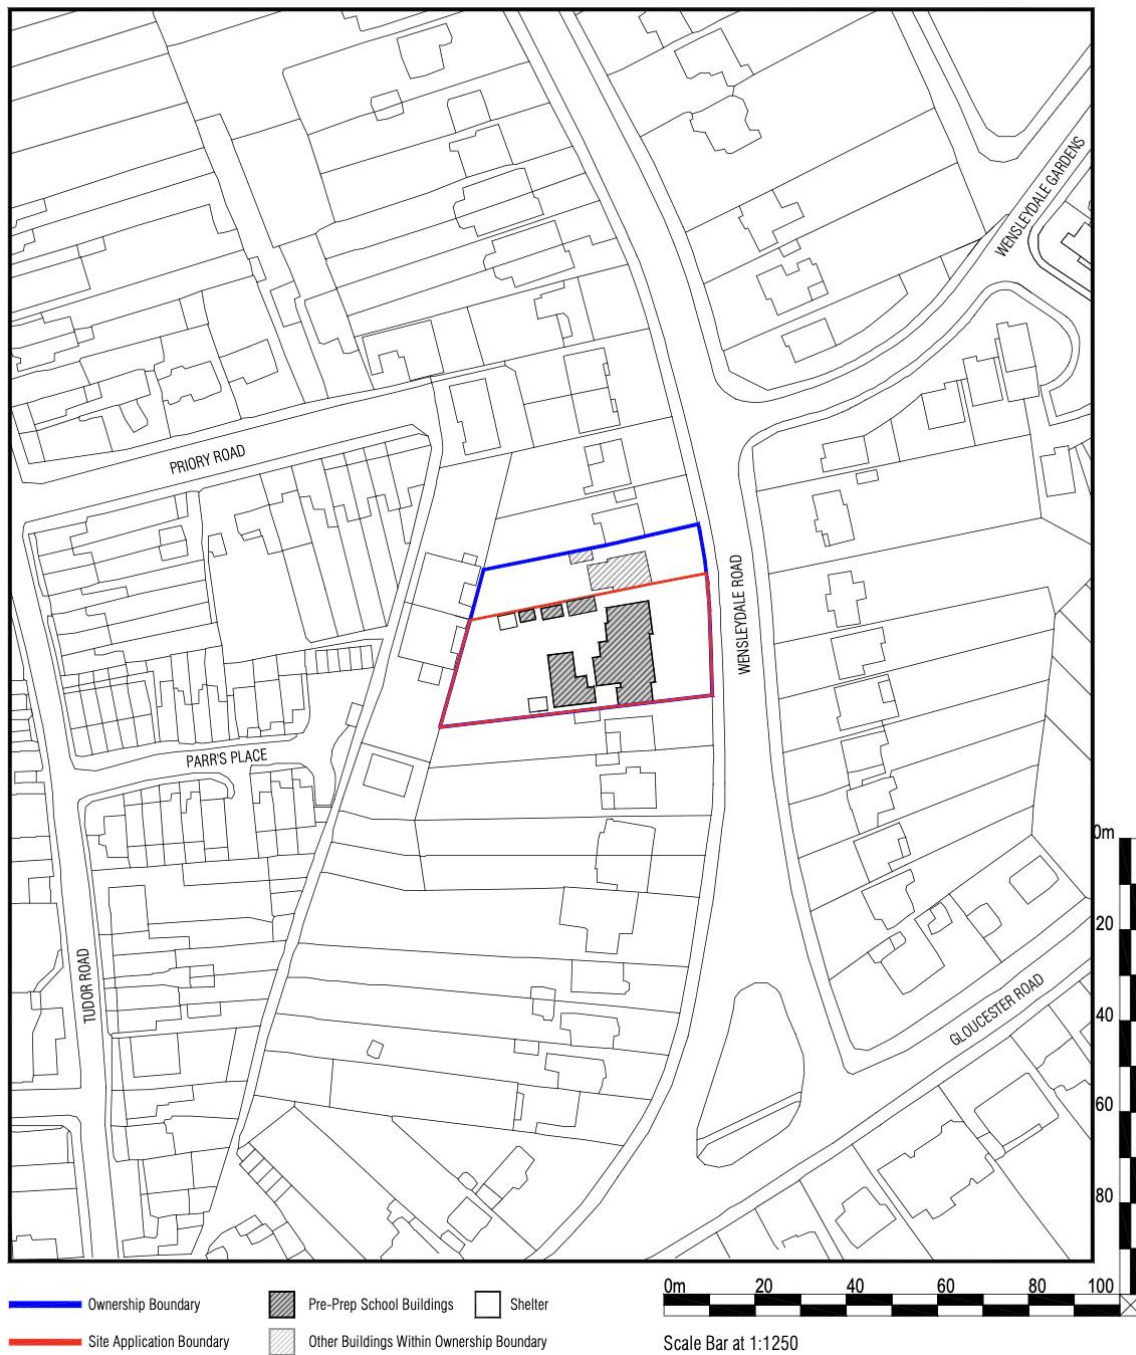 WENSLEYDALE GARDENS
PRIORY ROAD
WENSLEYDALE ROAD
PARR'S PLACE
TUDOR ROAD
GLOUCESTER ROAD
0m
20
40
60
80
0m 20 40 60 80 100
Ownership Boundary
Pre-Prep School Buildings
Shelter
Site Application Boundary
Other Buildings Within Ownership Boundary
Scale Bar at 1:1250